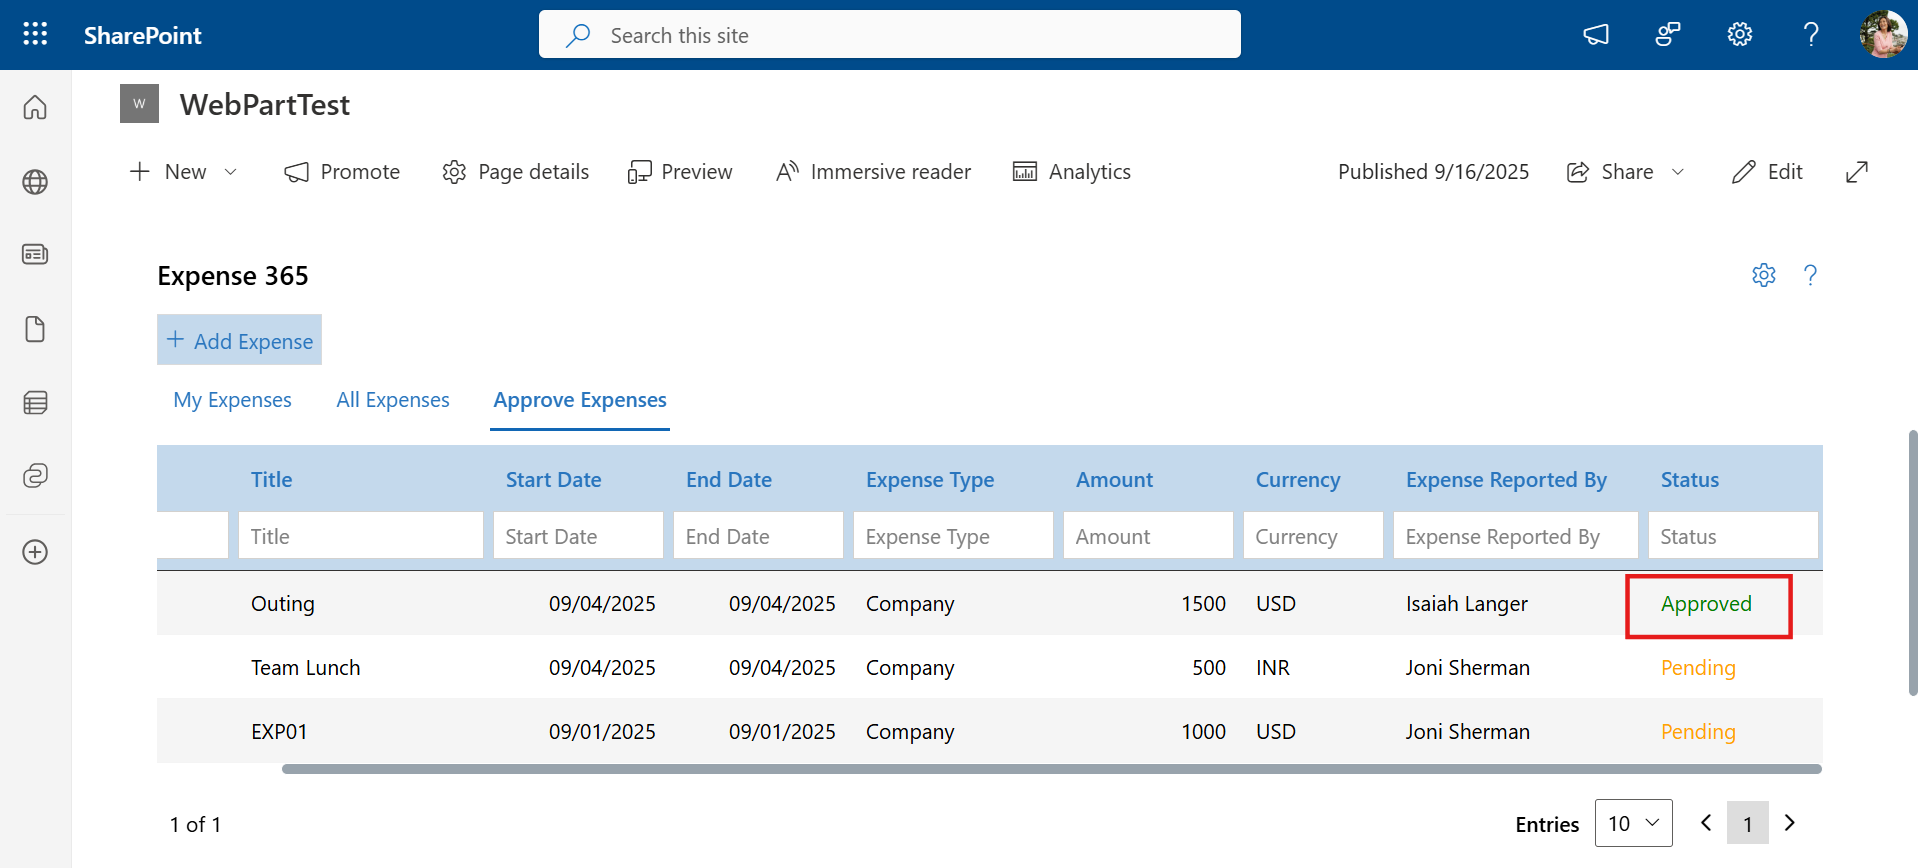 SharePoint
Search this site
W
WebPartTest
New
Promote
Page details
Preview
Immersive reader
Analytics
Published 9/16/2025
Share
Edit
Expense 365
+ Add Expense
My Expenses
All Expenses
Approve Expenses
Title Start Date End Date Expense Type Amount Currency Expense Reported By Status
Title Start Date End Date Expense Type Amount Currency Expense Reported By Status
Outing 09/04/2025 09/04/2025 Company 1500 USD Isaiah Langer Approved
Team Lunch 09/04/2025 09/04/2025 Company 500 INR Joni Sherman Pending
EXP01 09/01/2025 09/01/2025 Company 1000 USD Joni Sherman Pending
1 of 1
Entries 10 1